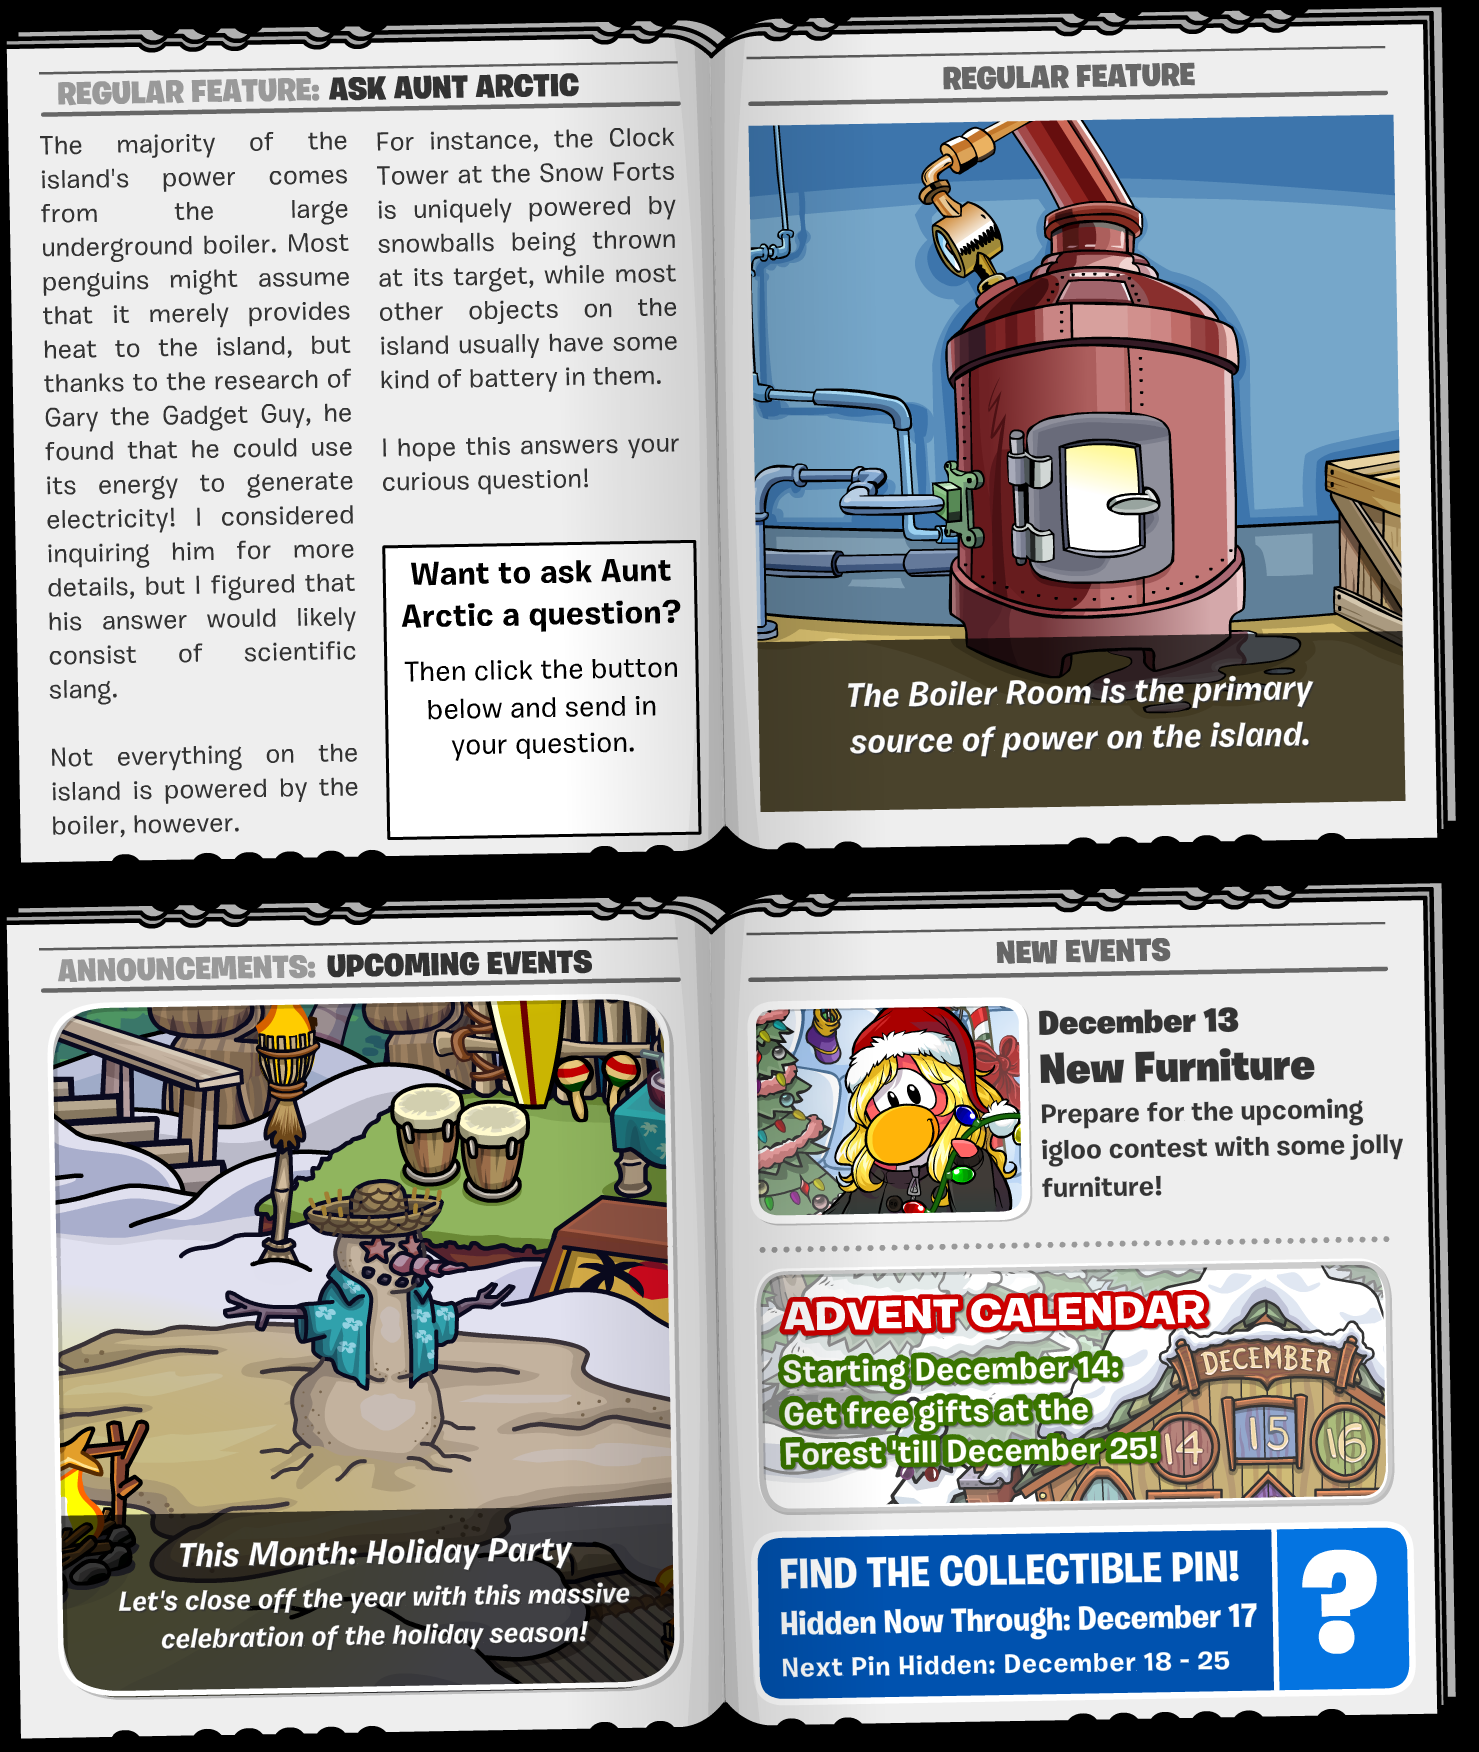 REGULAR FEATURE: ASK AUNT ARCTIC
The majority of the
island's power comes
from the large
underground boiler. Most
penguins might assume
that it merely provides
heat to the island, but
thanks to the research of
Gary the Gadget Guy, he
found that he could use
its energy to generate
electricity! I considered
inquiring him for more
details, but I figured that
his answer would likely
consist of scientific
slang.
Not everything on the
island is powered by the
boiler, however.
For instance, the Clock
Tower at the Snow Forts
is uniquely powered by
snowballs being thrown
at its target, while most
other objects on the
island usually have some
kind of battery in them.
I hope this answers your
curious question!
Want to ask Aunt
Arctic a question?
Then click the button
below and send in
your question.
REGULAR FEATURE
The Boiler Room is the primary
source of power on the island.
ANNOUNCEMENTS: UPCOMING EVENTS
This Month: Holiday Party
Let's close off the year with this massive
celebration of the holiday season!
NEW EVENTS
December 13
New Furniture
Prepare for the upcoming
igloo contest with some jolly
furniture!
ADVENT CALENDAR
Starting December 14:
Get free gifts at the
Forest 'till December 25!
DECEMBER
14 15 16
FIND THE COLLECTIBLE PIN!
Hidden Now Through: December 17
Next Pin Hidden: December 18 - 25
?